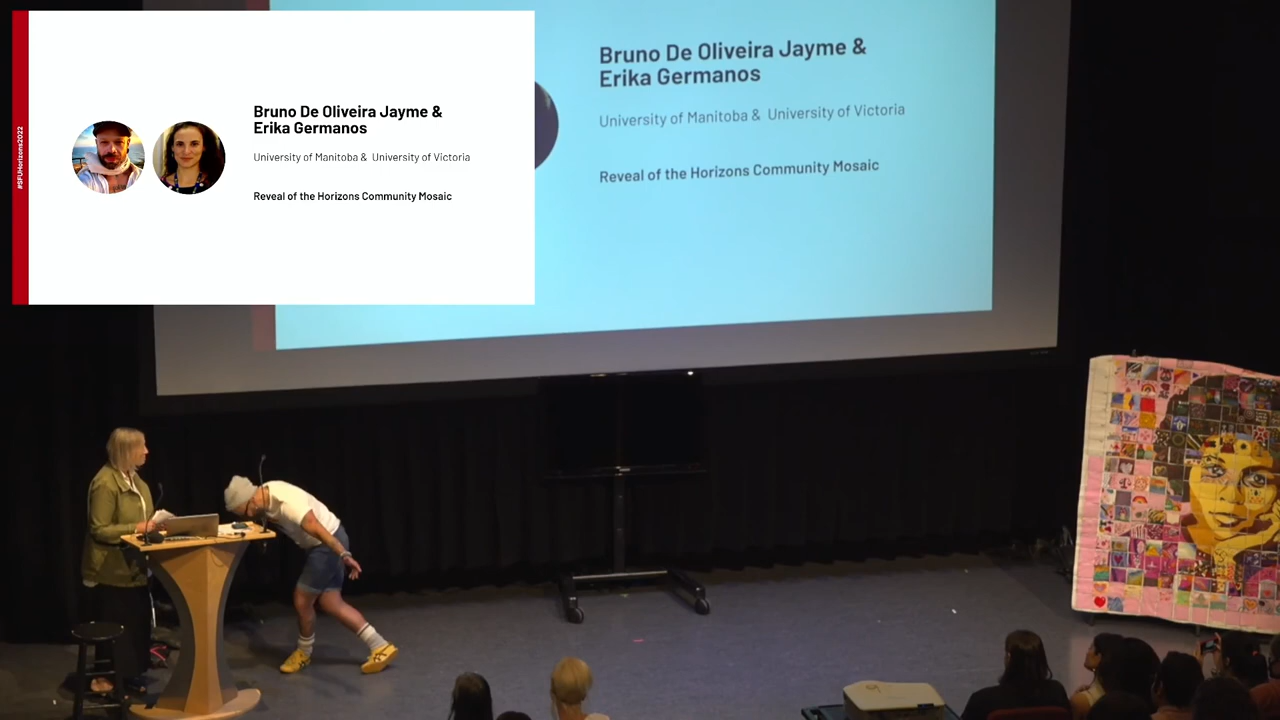 #SFUHorizons2022
Bruno De Oliveira Jayme &
Erika Germanos
University of Manitoba & University of Victoria
Reveal of the Horizons Community Mosaic
Bruno De Oliveira Jayme &
Erika Germanos
University of Manitoba & University of Victoria
Reveal of the Horizons Community Mosaic